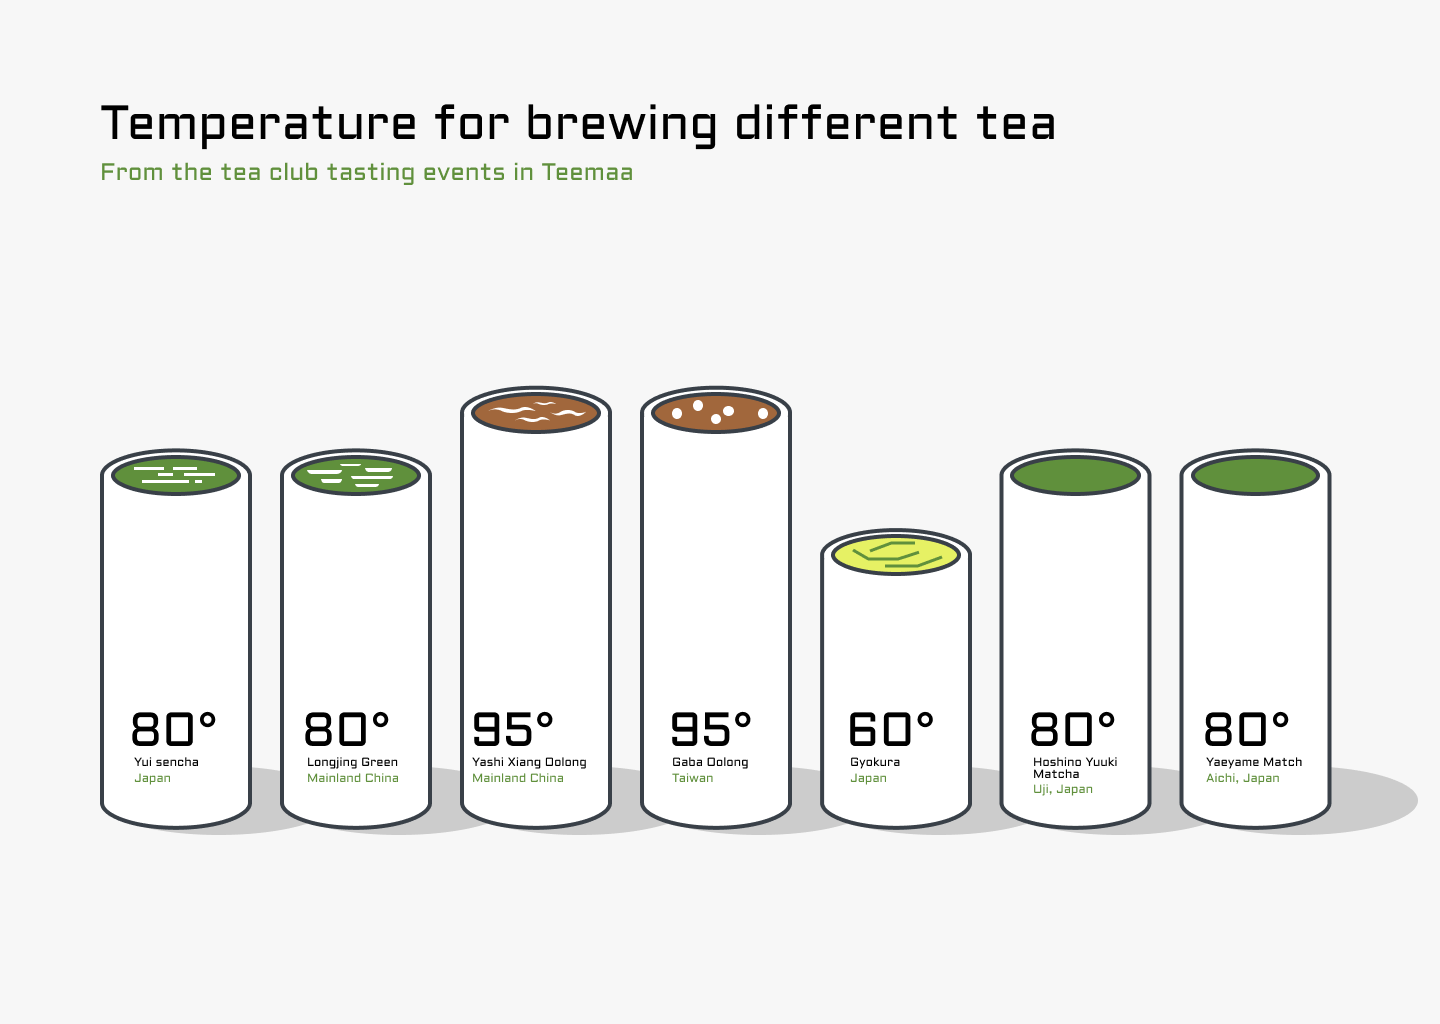 Temperature for brewing different tea
From the tea club tasting events in Teemaa
80°
Yui sencha
Japan
80°
Longjing Green
Mainland China
95°
Yashi Xiang Oolong
Mainland China
95°
Gaba Oolong
Taiwan
60°
Gyokura
Japan
80°
Hoshino Yuuki
Matcha
Uji, Japan
80°
Yaeyame Match
Aichi, Japan